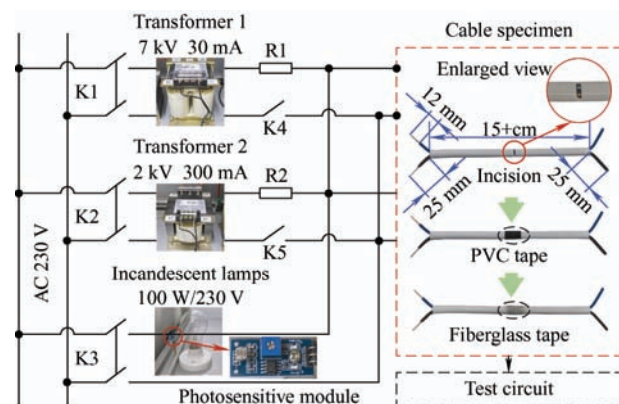 Transformer 1
7 kV 30 mA
R1
K1
K4
Transformer 2
2 kV 300 mA
R2
K2
K5
AC 230 V
Incandescent lamps
100 W/230 V
K3
Photosensitive module
Cable specimen
Enlarged view
12 mm
15+cm
Incision
25 mm
25 mm
PVC tape
Fiberglass tape
Test circuit